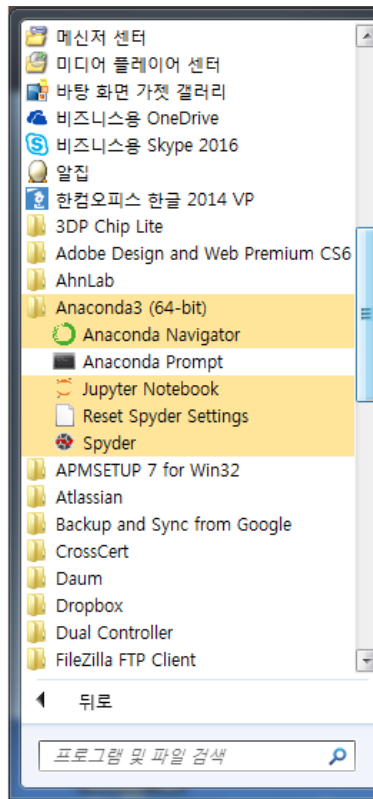 메신저 센터
미디어 플레이어 센터
바탕 화면 가젯 갤러리
비즈니스용 OneDrive
비즈니스용 Skype 2016
알집
한컴오피스 한글 2014 VP
3DP Chip Lite
Adobe Design and Web Premium CS6
AhnLab
Anaconda3 (64-bit)
Anaconda Navigator
Anaconda Prompt
Jupyter Notebook
Reset Spyder Settings
Spyder
APMSETUP 7 for Win32
Atlassian
Backup and Sync from Google
CrossCert
Daum
Dropbox
Dual Controller
FileZilla FTP Client
뒤로
프로그램 및 파일 검색